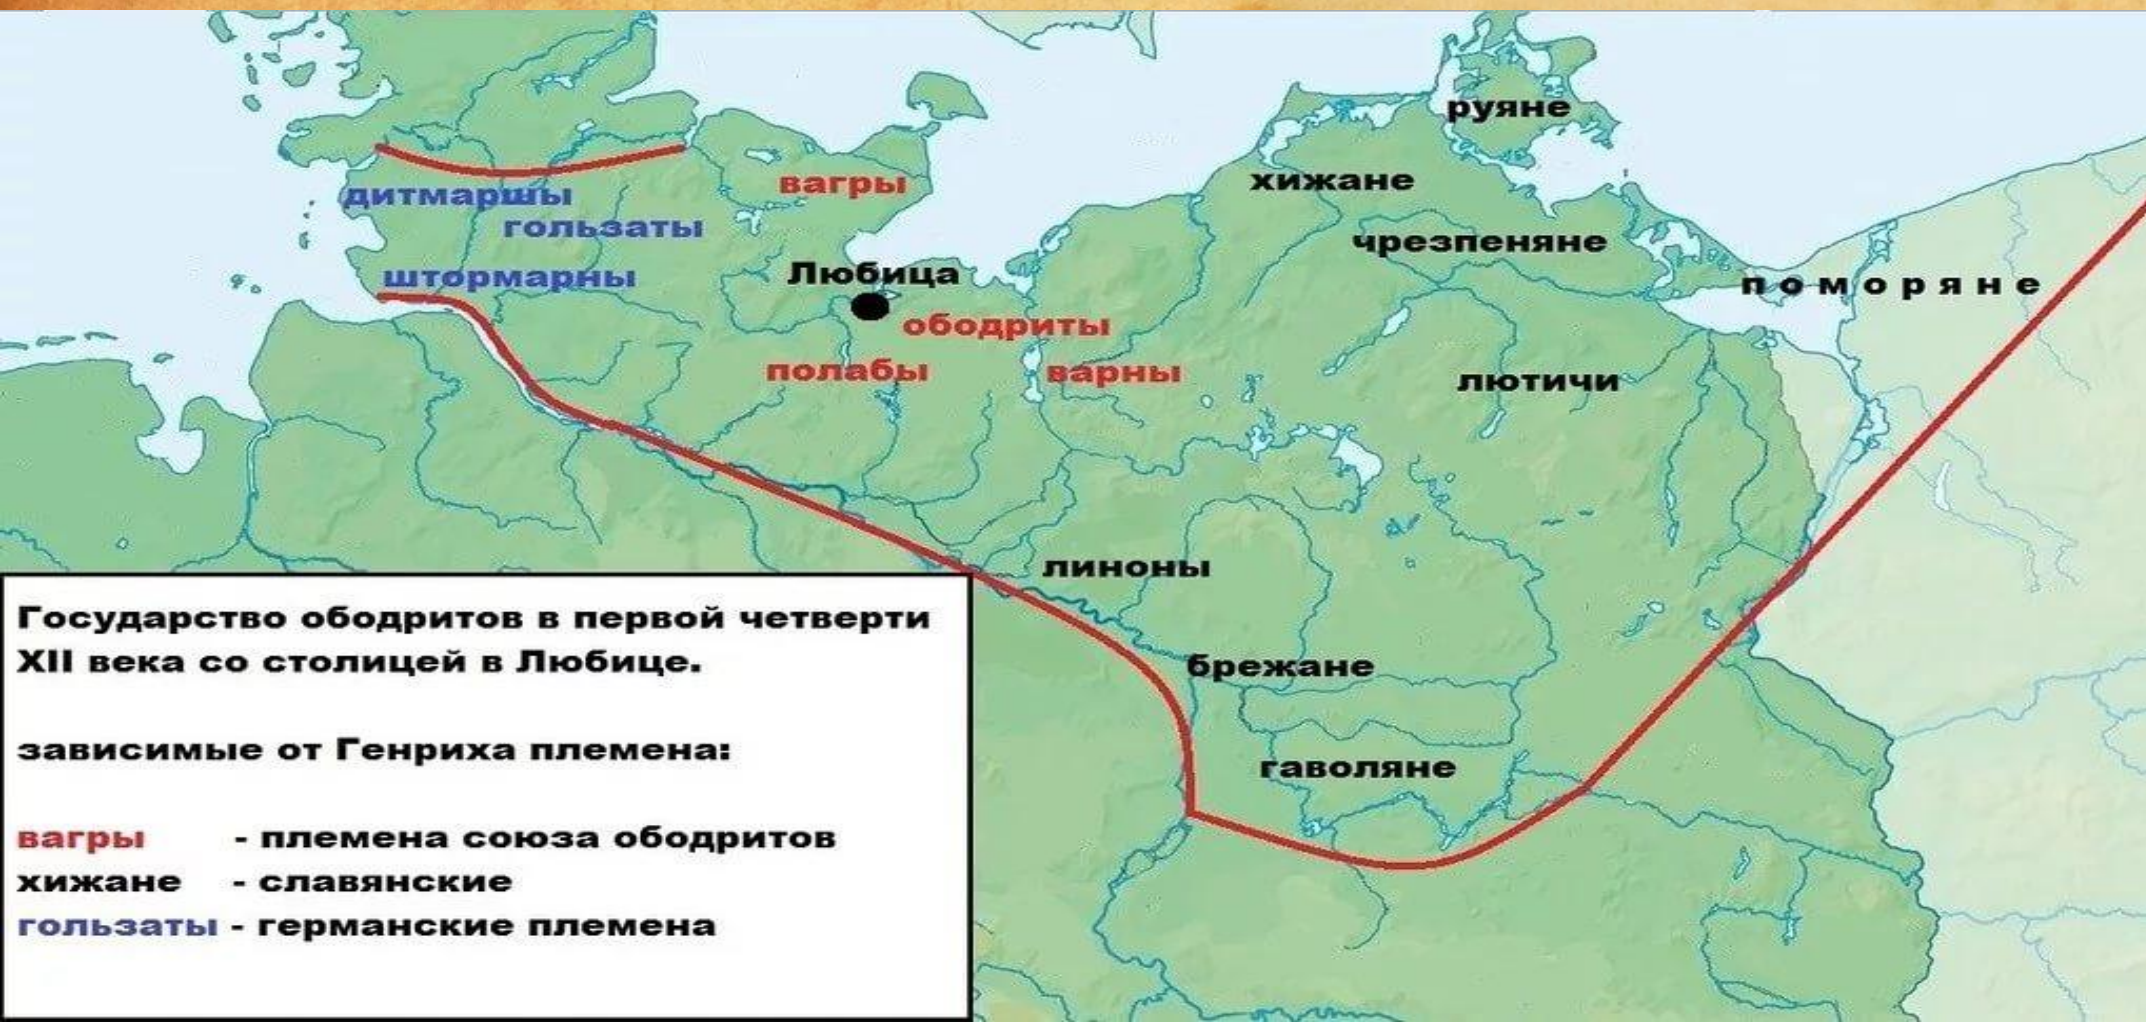 руяне
вагры
хижане
дитмаршы
гользаты
чрезпеняне
штормарны
Любица
поморяне
ободриты
полабы
варны
лютичи
линоны
брежане
гаволяне
Государство ободритов в первой четверти
XII века со столицей в Любице.
зависимые от Генриха племена:
вагры - племена союза ободритов
хижане - славянские
гользаты - германские племена